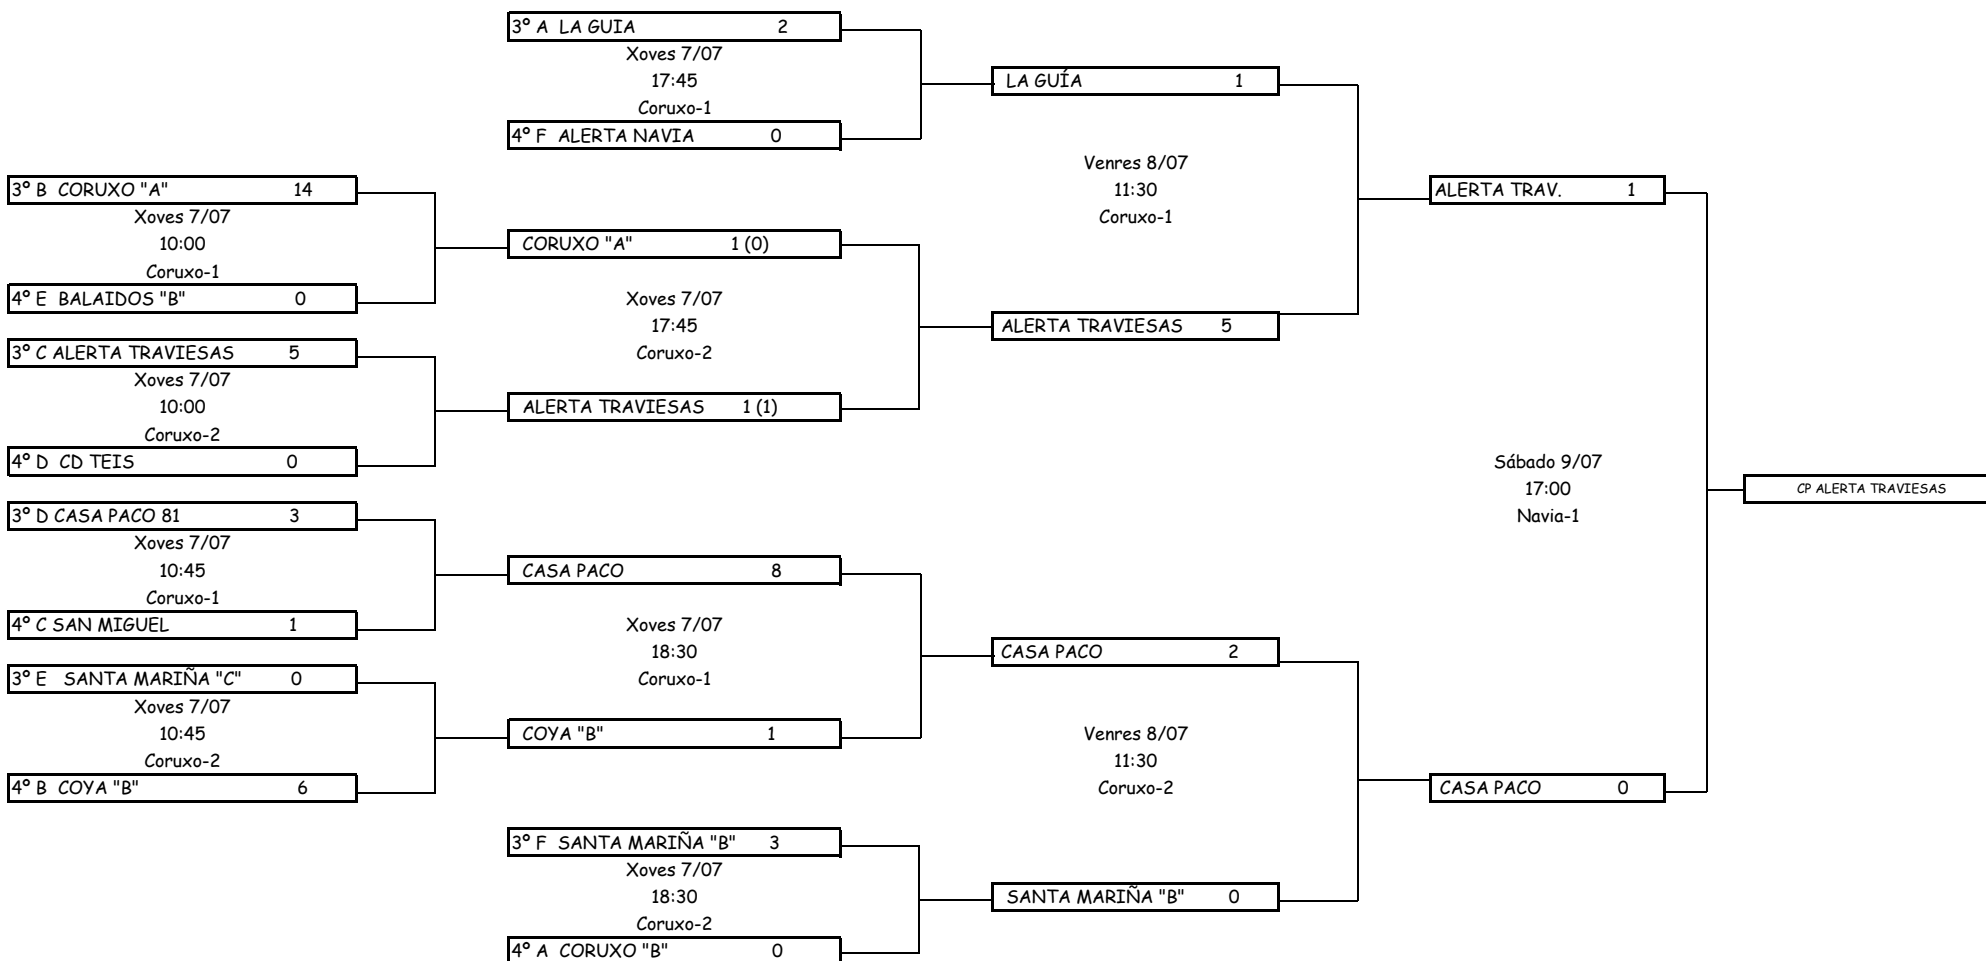 3º A LA GUIA 2
Xoves 7/07
17:45
Coruxo-1
4º F ALERTA NAVIA 0
3º B CORUXO "A" 14
Xoves 7/07
10:00
Coruxo-1
4º E BALAIDOS "B" 0
3º C ALERTA TRAVIESAS 5
Xoves 7/07
10:00
Coruxo-2
4º D CD TEIS 0
3º D CASA PACO 81 3
Xoves 7/07
10:45
Coruxo-1
4º C SAN MIGUEL 1
3º E SANTA MARIÑA "C" 0
Xoves 7/07
10:45
Coruxo-2
4º B COYA "B" 6
CORUXO "A" 1 (0)
Xoves 7/07
17:45
Coruxo-2
ALERTA TRAVIESAS 1 (1)
CASA PACO 8
Xoves 7/07
18:30
Coruxo-1
COYA "B" 1
3º F SANTA MARIÑA "B" 3
Xoves 7/07
18:30
Coruxo-2
4º A CORUXO "B" 0
LA GUÍA 1
Venres 8/07
11:30
Coruxo-1
ALERTA TRAVIESAS 5
CASA PACO 2
Venres 8/07
11:30
Coruxo-2
SANTA MARIÑA "B" 0
ALERTA TRAV. 1
Sábado 9/07
17:00
Navia-1
CASA PACO 0
CP ALERTA TRAVIESAS